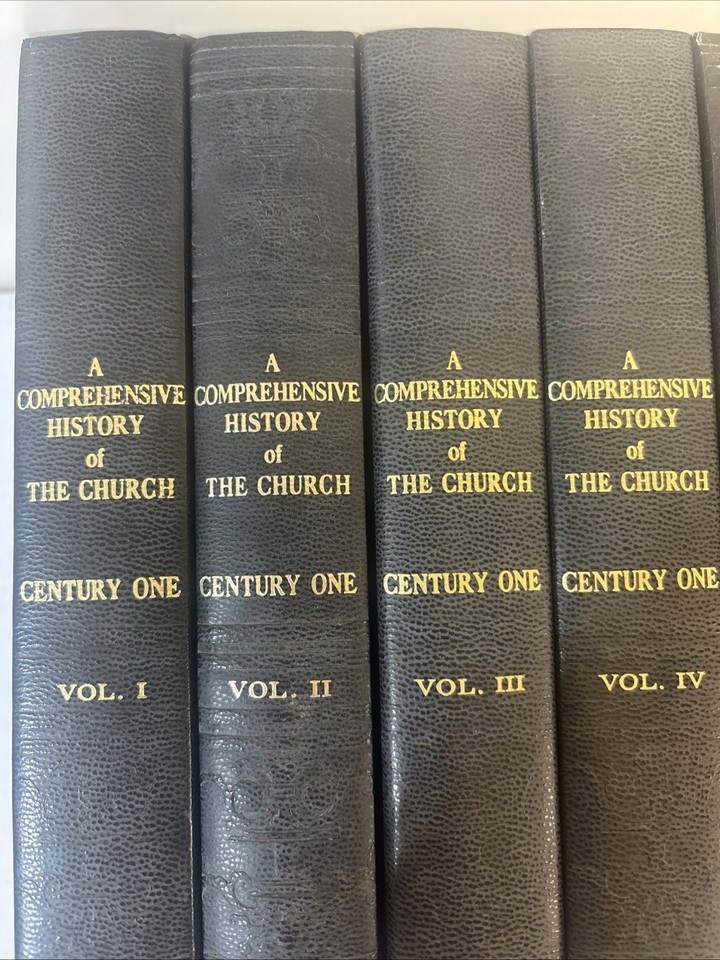 A
COMPREHENSIVE
HISTORY
of
THE CHURCH
CENTURY ONE
VOL. I
A
COMPREHENSIVE
HISTORY
of
THE CHURCH
CENTURY ONE
VOL. II
A
COMPREHENSIVE
HISTORY
of
THE CHURCH
CENTURY ONE
VOL. III
A
COMPREHENSIVE
HISTORY
of
THE CHURCH
CENTURY ONE
VOL. IV